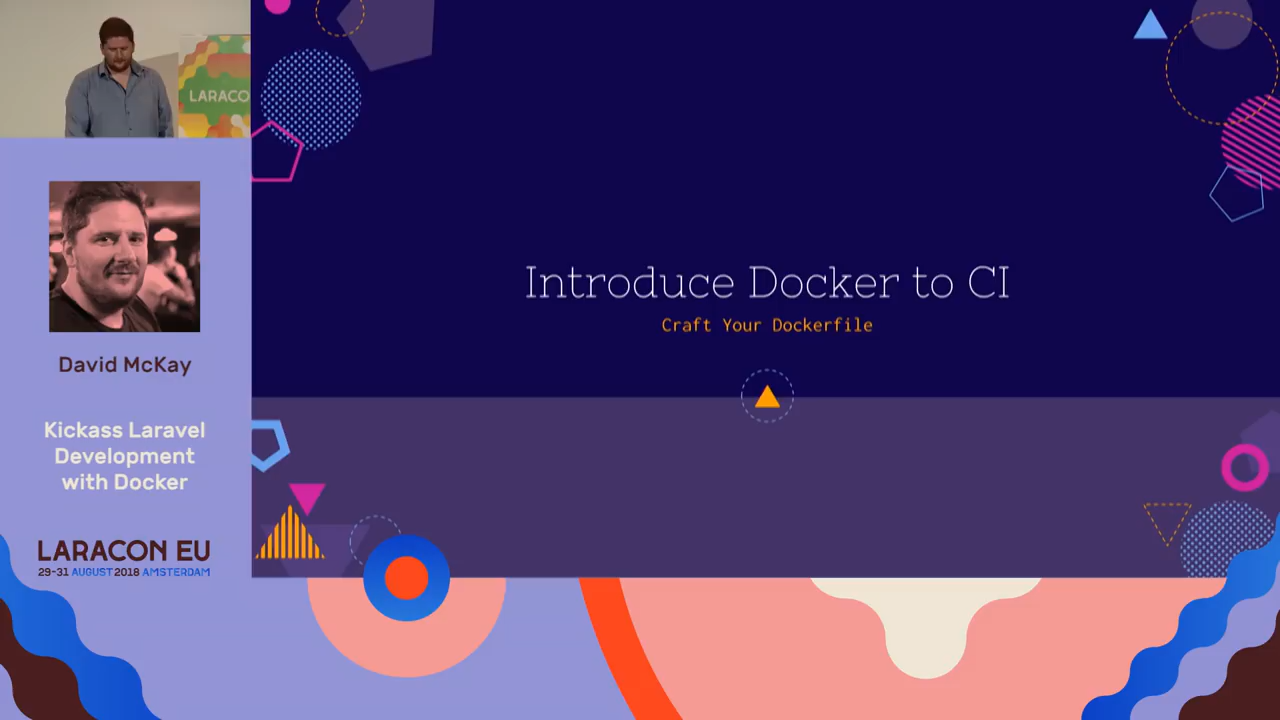 LARACO
David McKay
Kickass Laravel
Development
with Docker
LARACON EU
29-31 AUGUST 2018 AMSTERDAM
Introduce Docker to CI
Craft Your Dockerfile